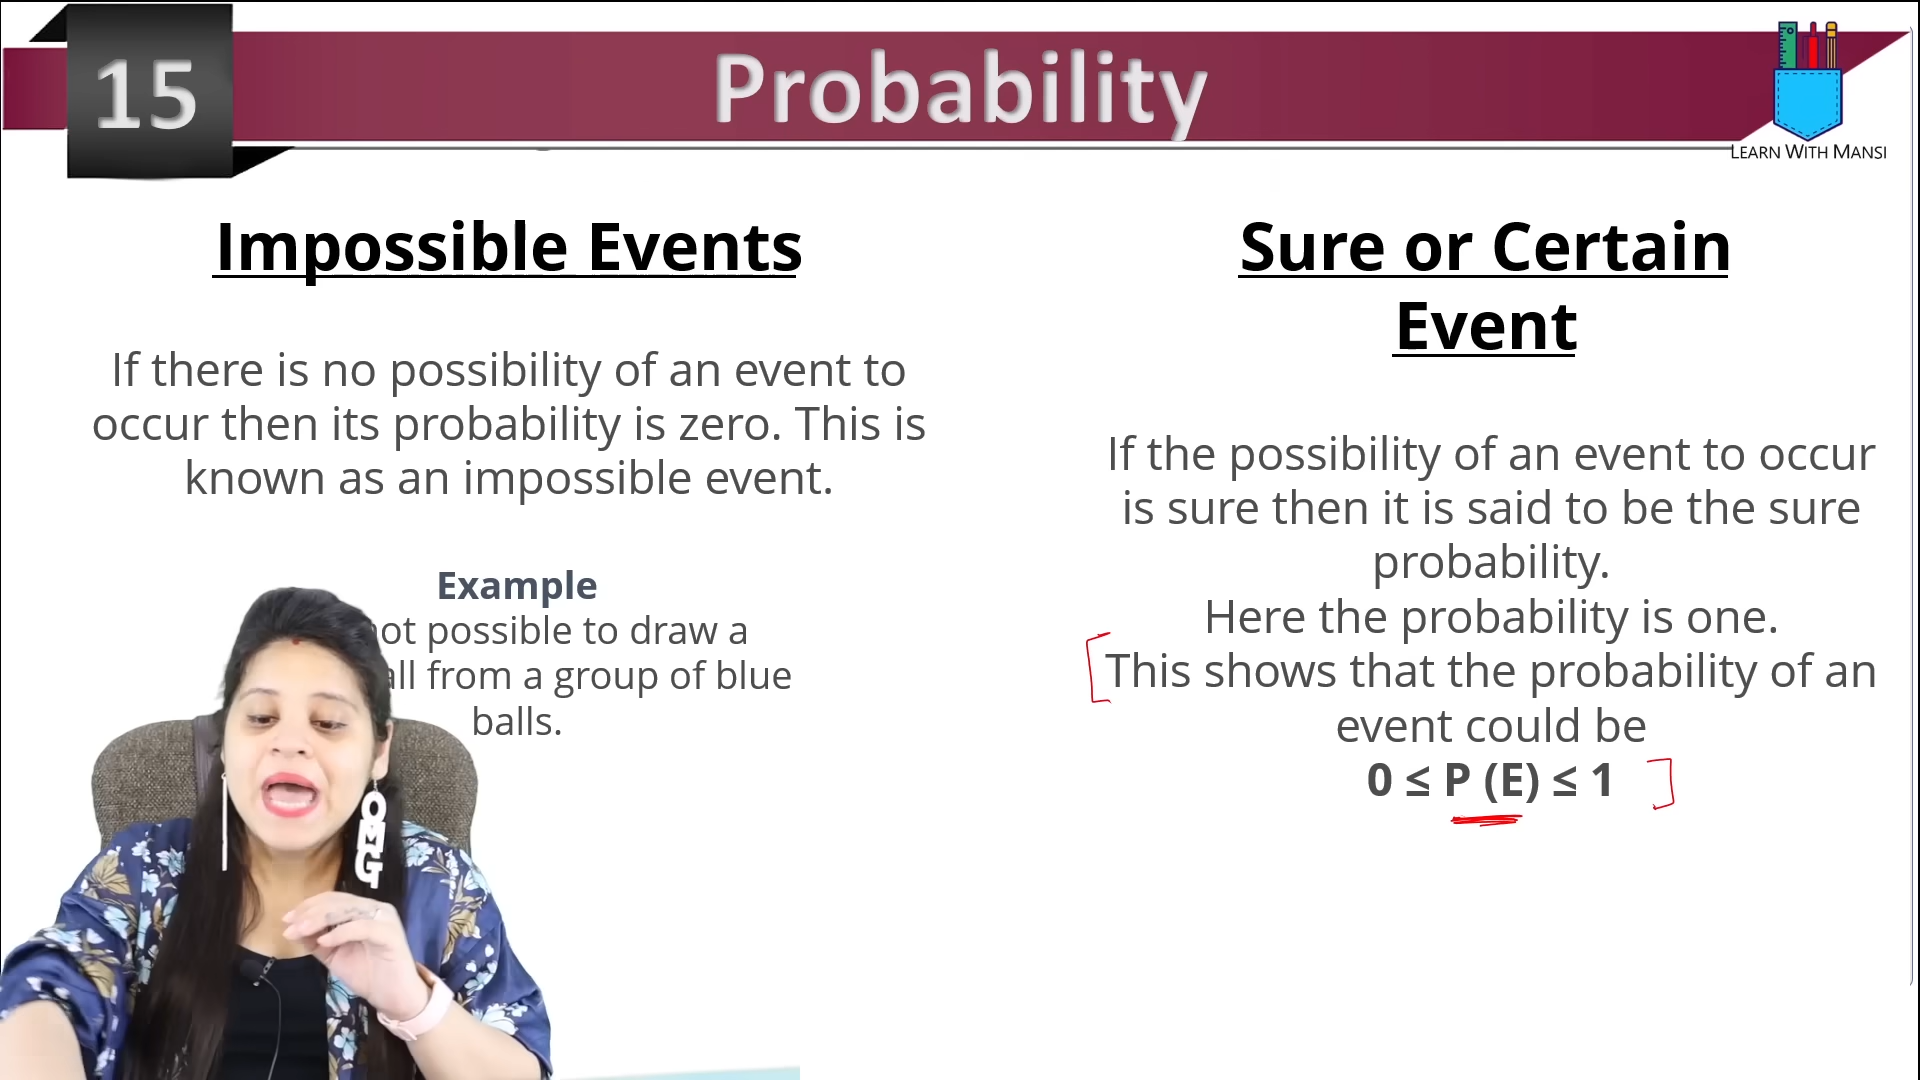 15
Probability
LEARN WITH MANSI
Impossible Events
If there is no possibility of an event to
occur then its probability is zero. This is
known as an impossible event.
Example
not possible to draw a
all from a group of blue
balls.
Sure or Certain
Event
If the possibility of an event to occur
is sure then it is said to be the sure
probability.
Here the probability is one.
This shows that the probability of an
event could be
0 ≤ P (E) ≤ 1
OMG